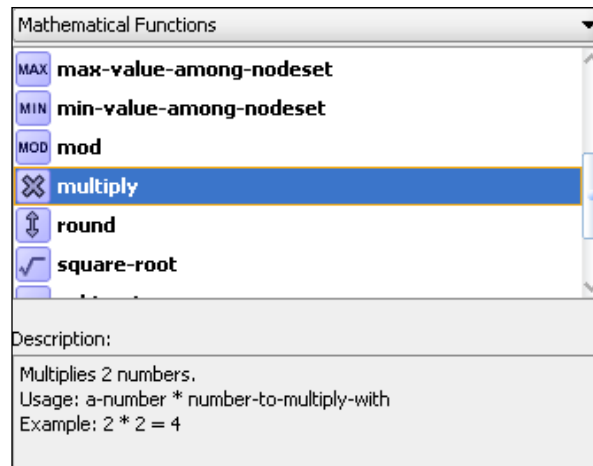 Mathematical Functions
MAX max-value-among-nodeset
MIN min-value-among-nodeset
MOD mod
multiply
round
square-root
Description:
Multiplies 2 numbers.
Usage: a-number * number-to-multiply-with
Example: 2 * 2 = 4